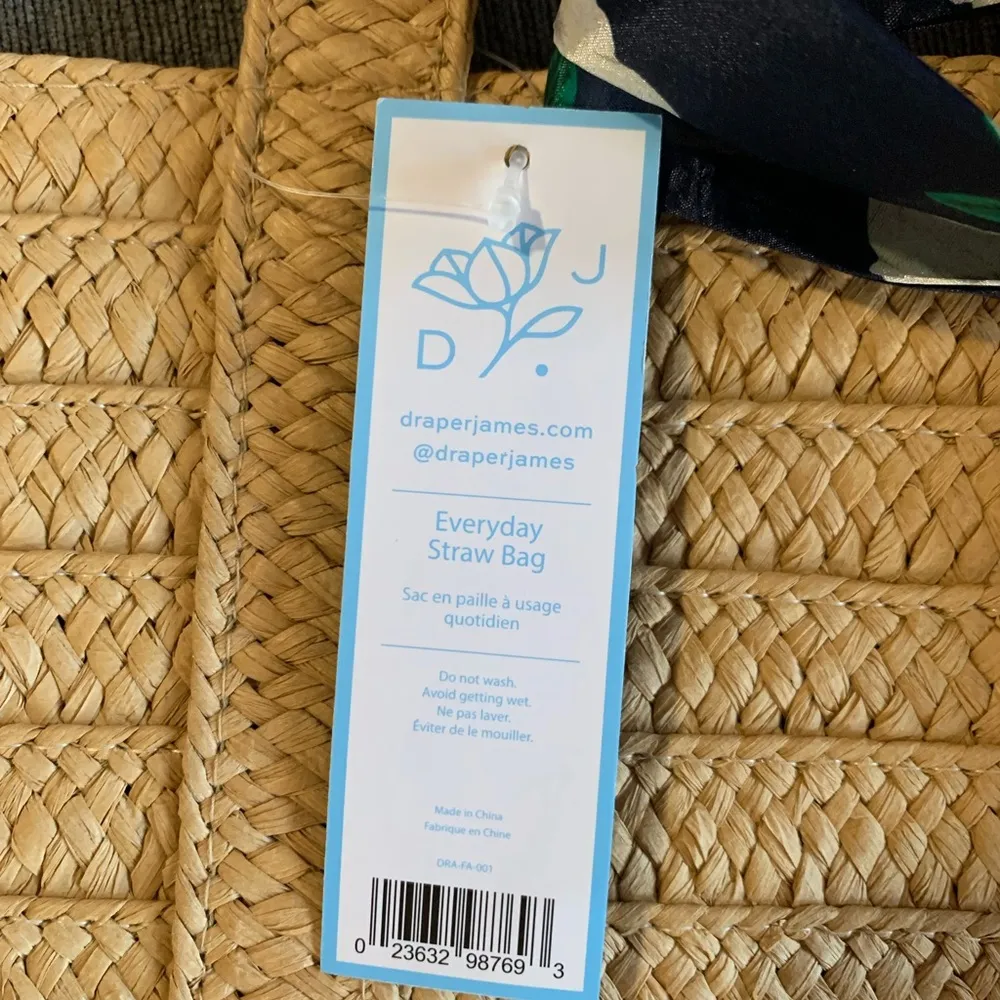 J
D
draperjames.com
@draperjames
Everyday
Straw Bag
Sac en paille à usage
quotidien
Do not wash.
Avoid getting wet.
Ne pas laver.
Éviter de le mouiller.
Made in China
Fabrique en Chine
DRA-FA-001
0 23632 98769 3